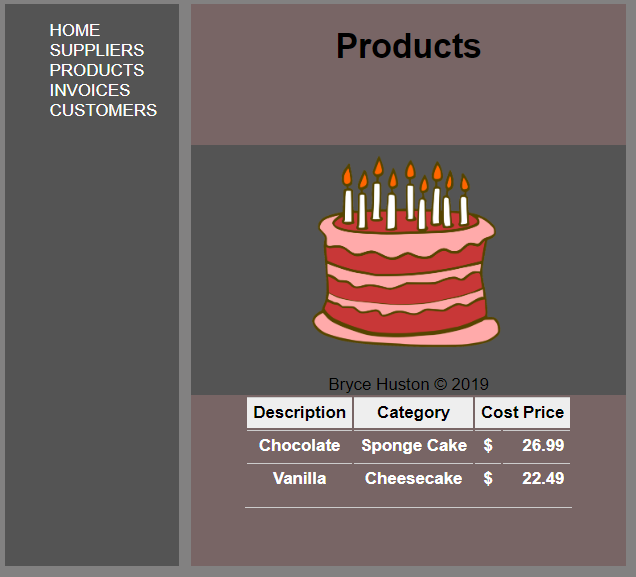 HOME
SUPPLIERS
PRODUCTS
INVOICES
CUSTOMERS
Products
Bryce Huston © 2019
Description Category Cost Price
Chocolate Sponge Cake $ 26.99
Vanilla Cheesecake $ 22.49